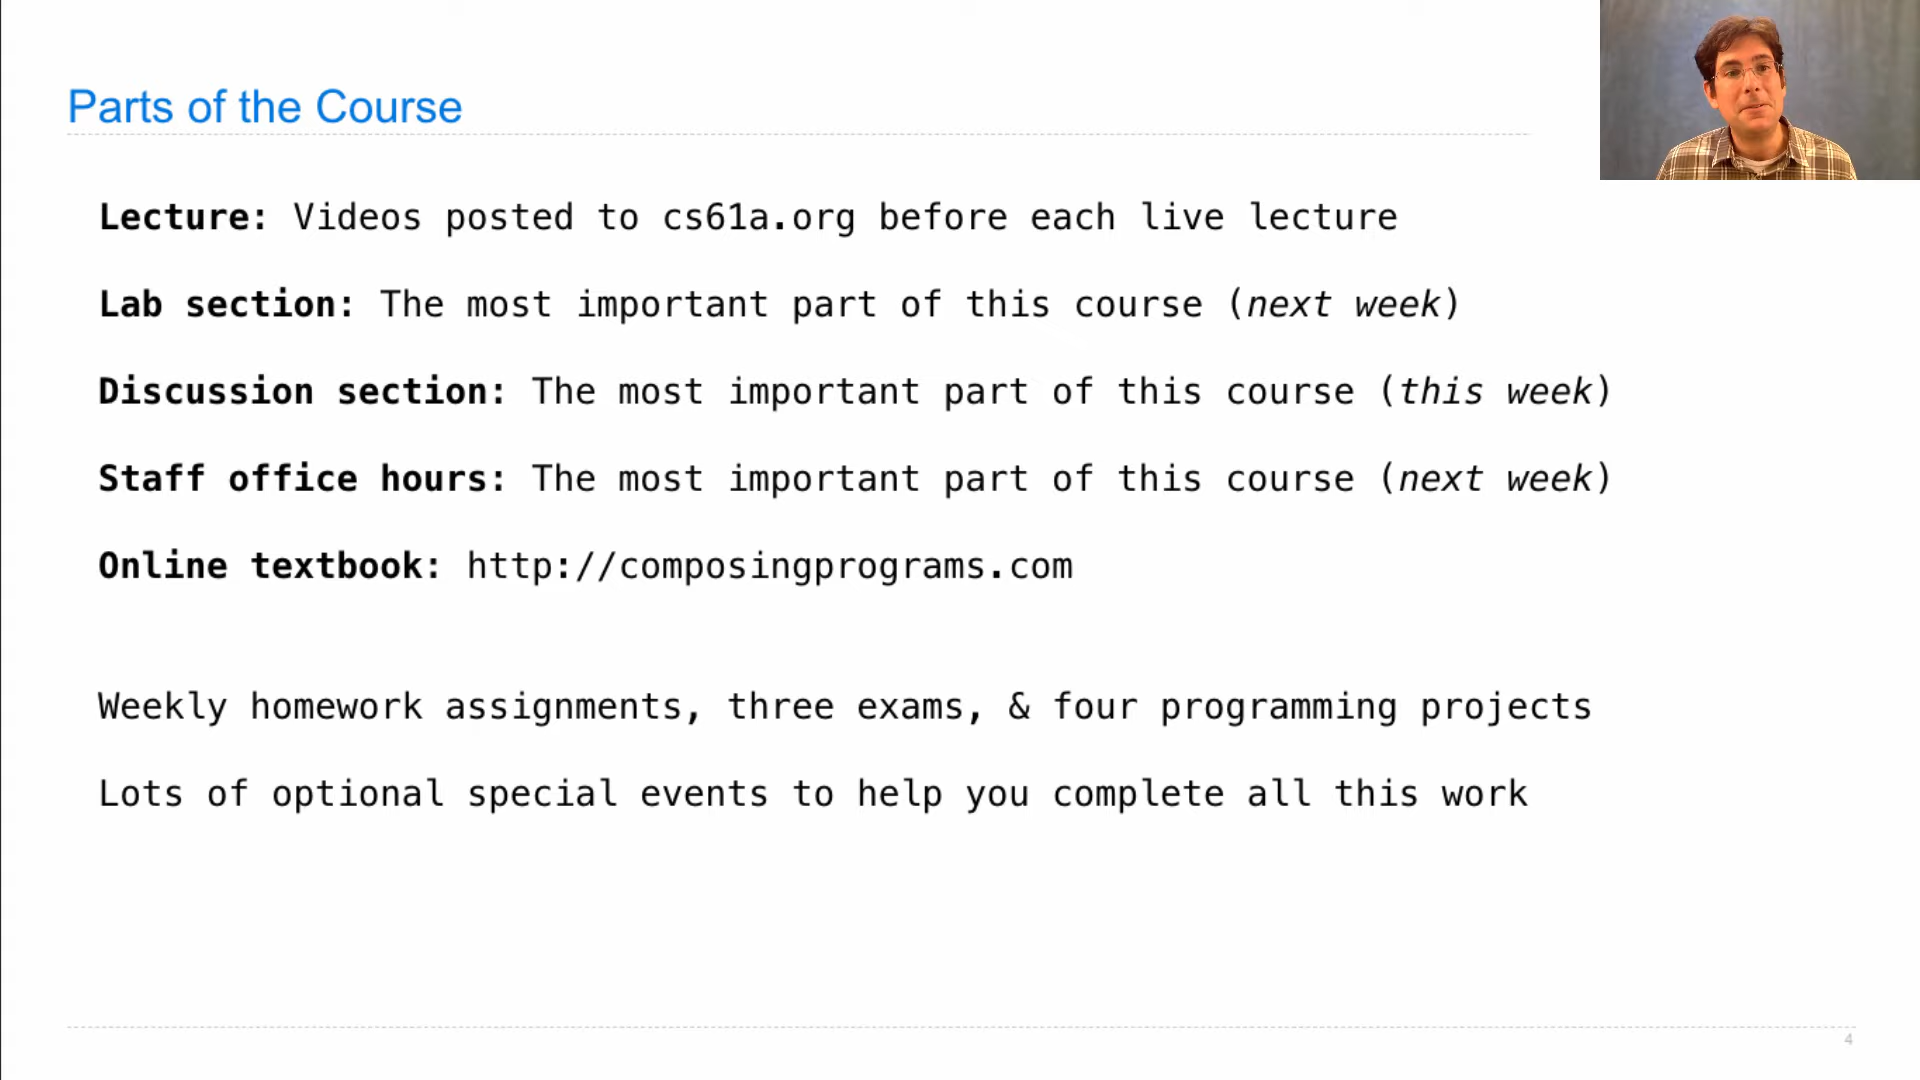 Parts of the Course
Lecture: Videos posted to cs61a.org before each live lecture
Lab section: The most important part of this course (next week)
Discussion section: The most important part of this course (this week)
Staff office hours: The most important part of this course (next week)
Online textbook: http://composingprograms.com
Weekly homework assignments, three exams, & four programming projects
Lots of optional special events to help you complete all this work
4